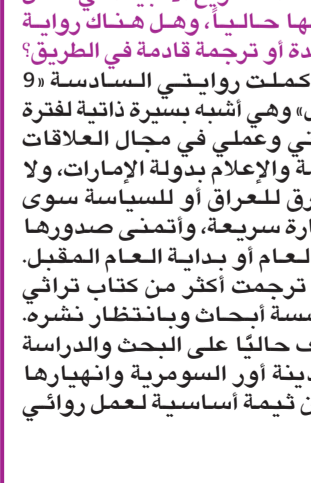 ها حالياً، وهل هناك رواية
دة أو ترجمة قادمة في الطريق؟
كملت روايتي السادسة «9
» وهي أشبه بسيرة ذاتية لفترة
ني وعملي في مجال العلاقات
ة والإعلام بدولة الإمارات، ولا
رق للعراق أو للسياسة سوى
ارة سريعة، وأتمنى صدورها
لعام أو بداية العام المقبل.
ترجمت أكثر من كتاب تراثي
سسة أبحاث وبانتظار نشره.
ف حاليًا على البحث والدراسة
دينة أور السومرية وانهيارها
ن ثيمة أساسية لعمل روائي